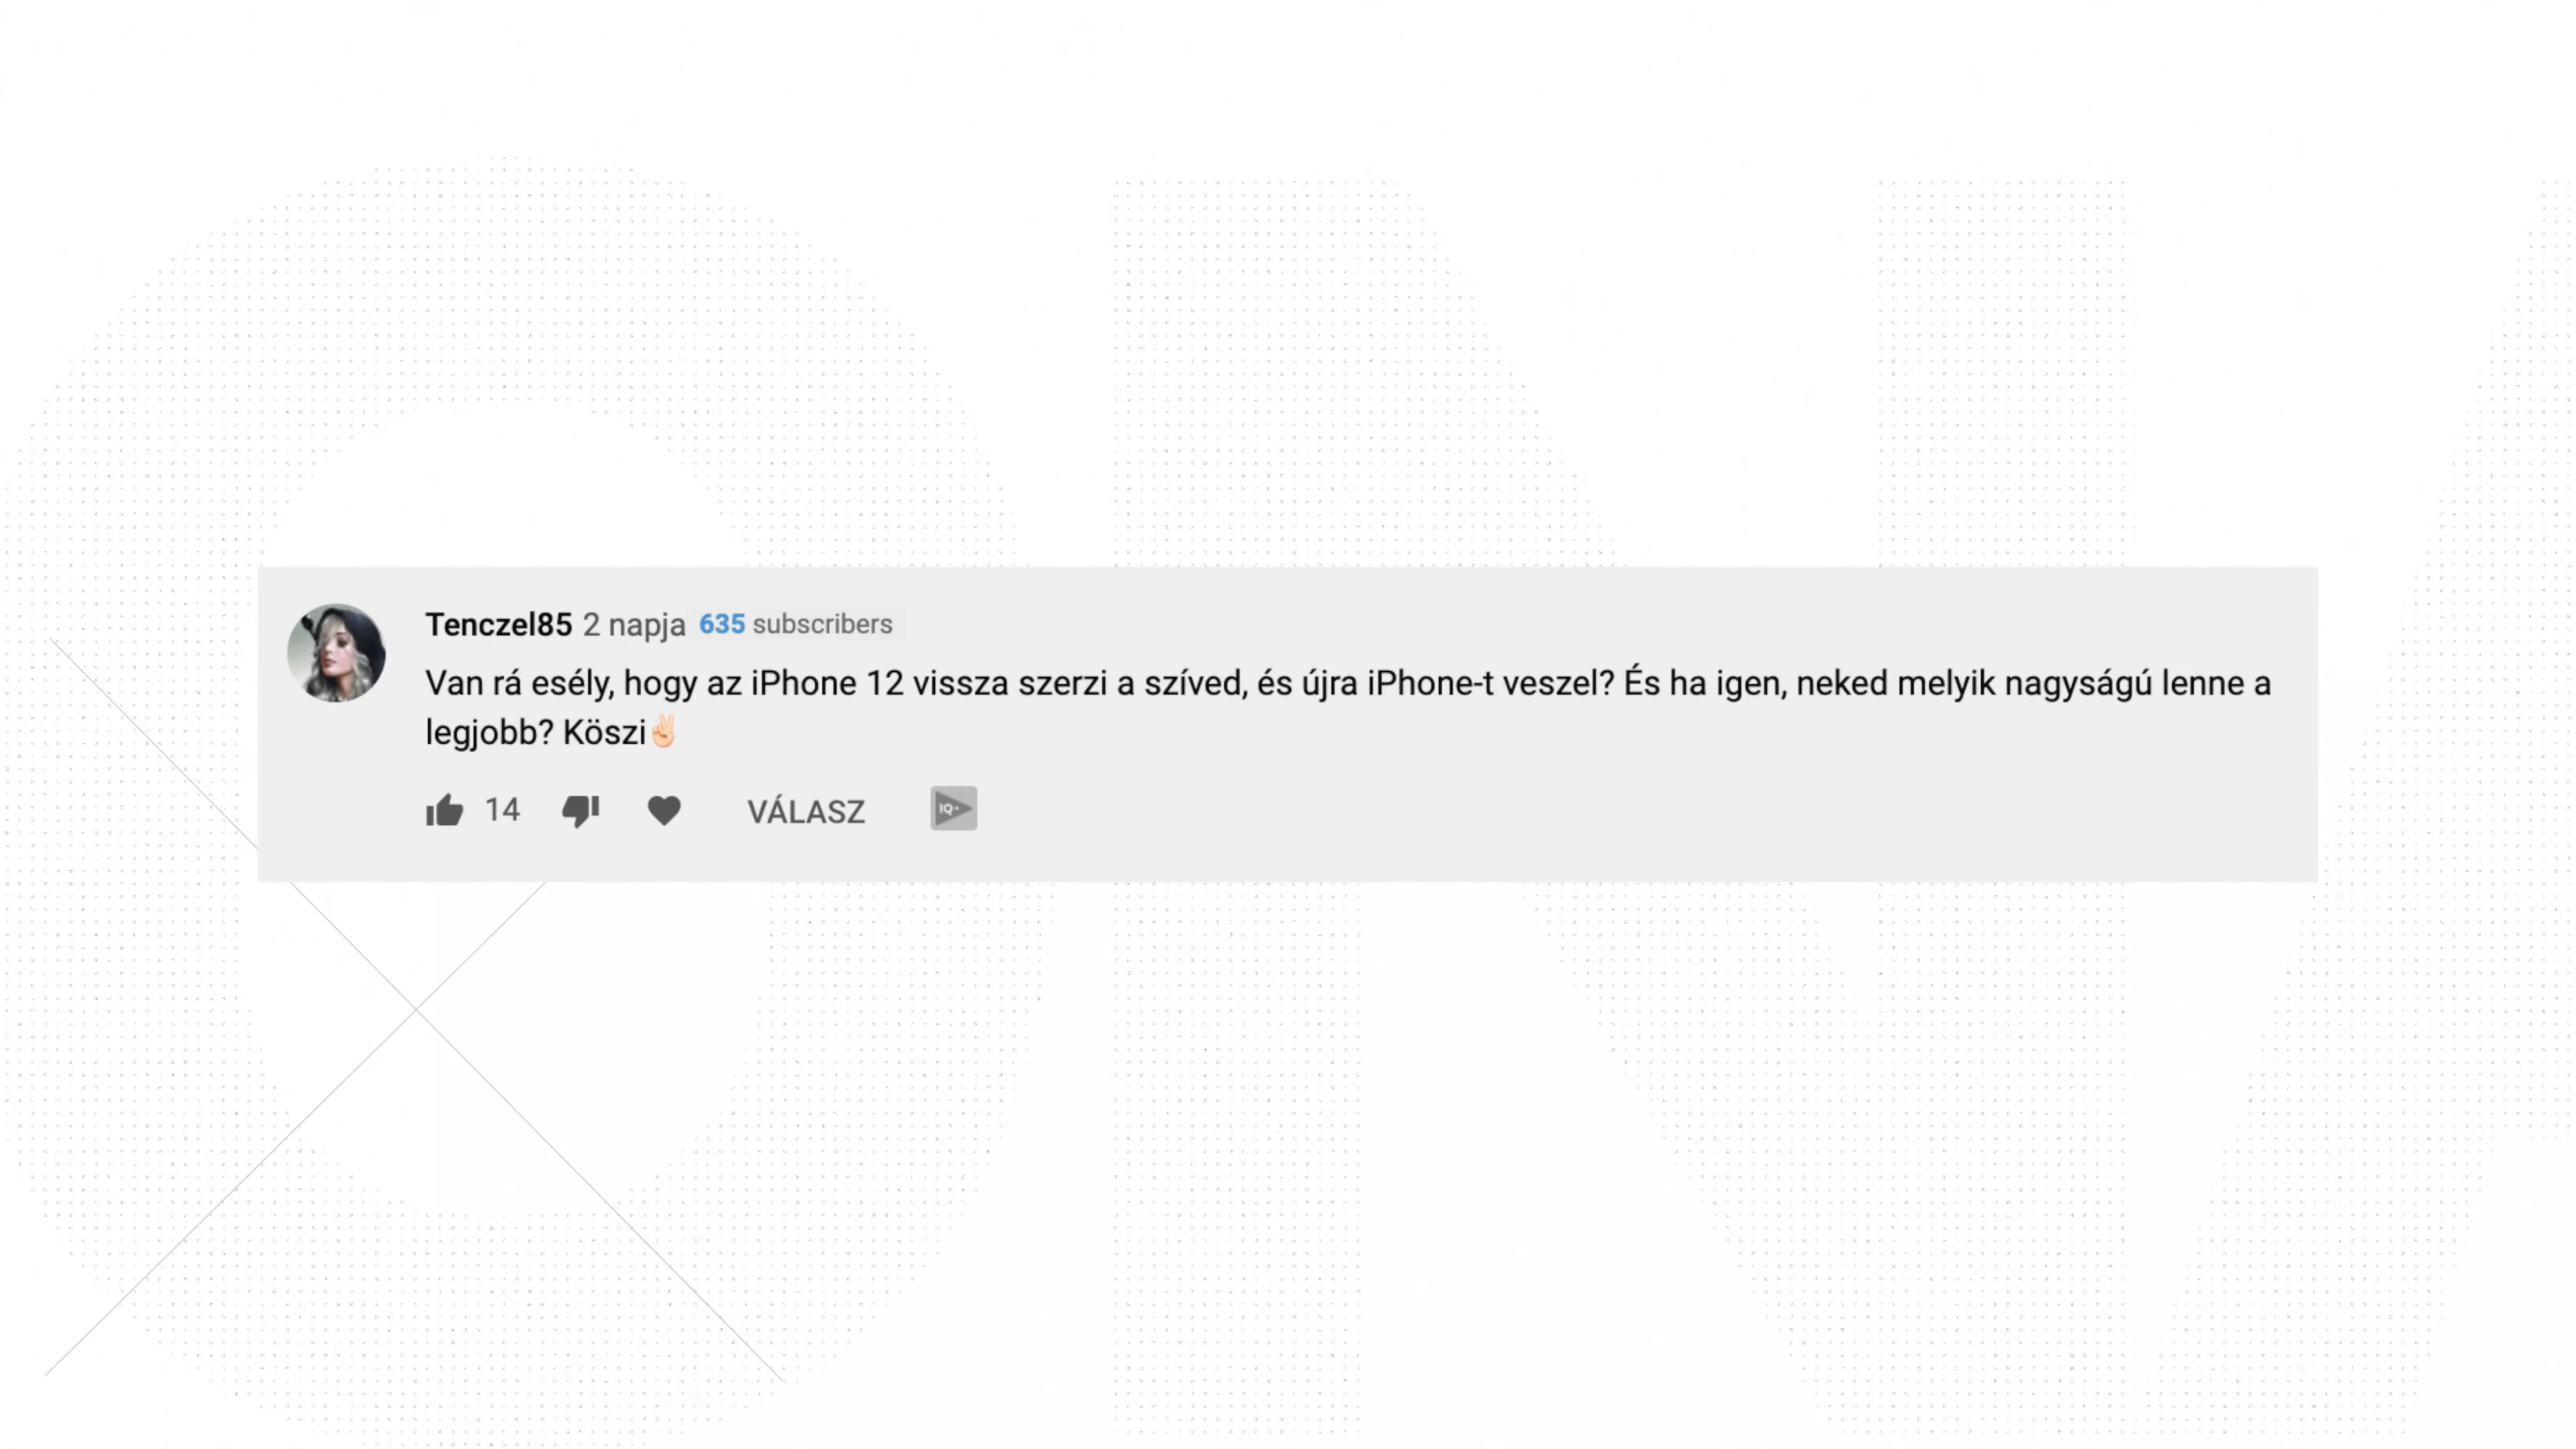 Tenczel85 2 napja 635 subscribers
Van rá esély, hogy az iPhone 12 vissza szerzi a szíved, és újra iPhone-t veszel? És ha igen, neked melyik nagyságú lenne a
legjobb? Köszi✌🏻
14 VÁLASZ IQ+